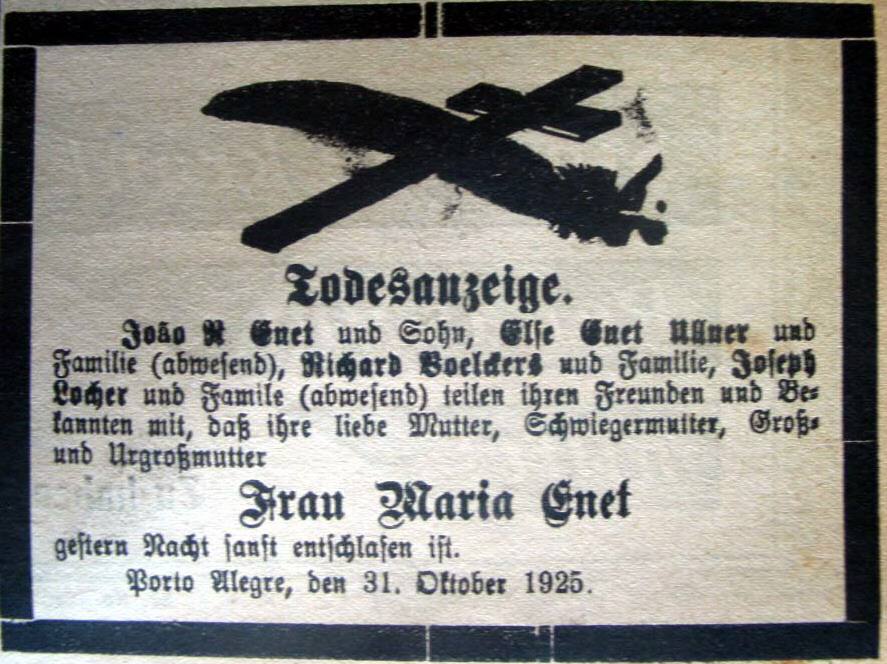 Todesanzeige.
João R Enet und Sohn, Else Enet Ullner und
Familie (abwesend), Richard Voelckers und Familie, Joseph
Locher und Famile (abwesend) teilen ihren Freunden und Be-
kannten mit, daß ihre liebe Mutter, Schwiegermutter, Groß-
und Urgroßmutter
Frau Maria Enet
gestern Nacht sanft entschlafen ist.
Porto Alegre, den 31. Oktober 1925.